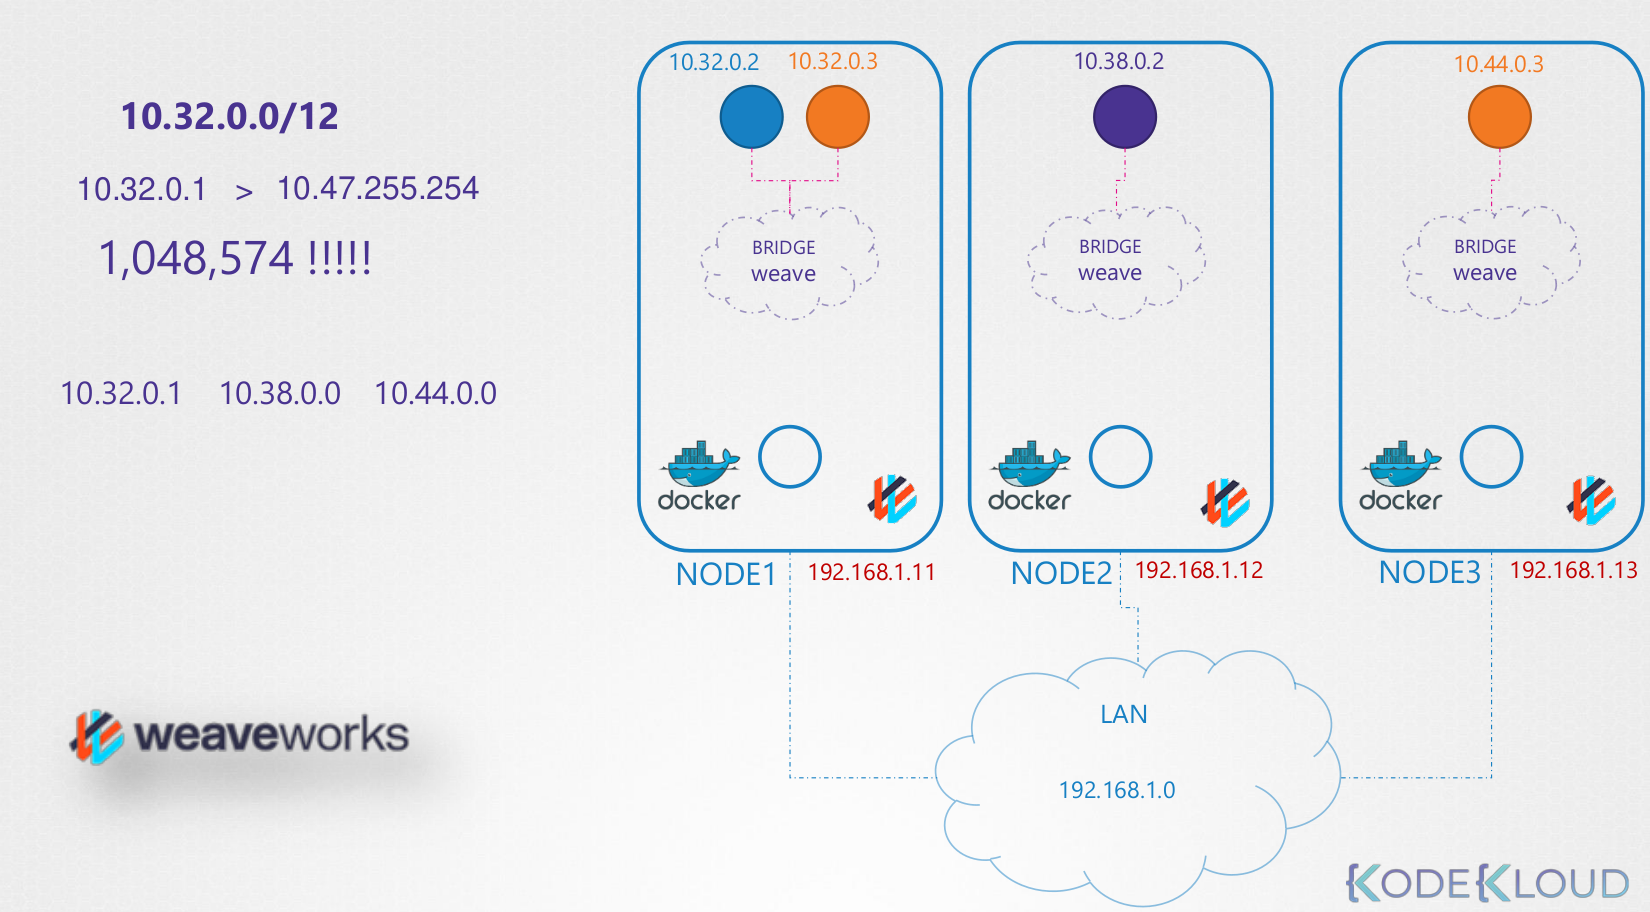 10.32.0.0/12
10.32.0.1 > 10.47.255.254
1,048,574 !!!!!
10.32.0.1 10.38.0.0 10.44.0.0
weaveworks
10.32.0.2 10.32.0.3
BRIDGE
weave
docker
NODE1 192.168.1.11
10.38.0.2
BRIDGE
weave
docker
NODE2 192.168.1.12
10.44.0.3
BRIDGE
weave
docker
NODE3 192.168.1.13
LAN
192.168.1.0
KODEKLOUD